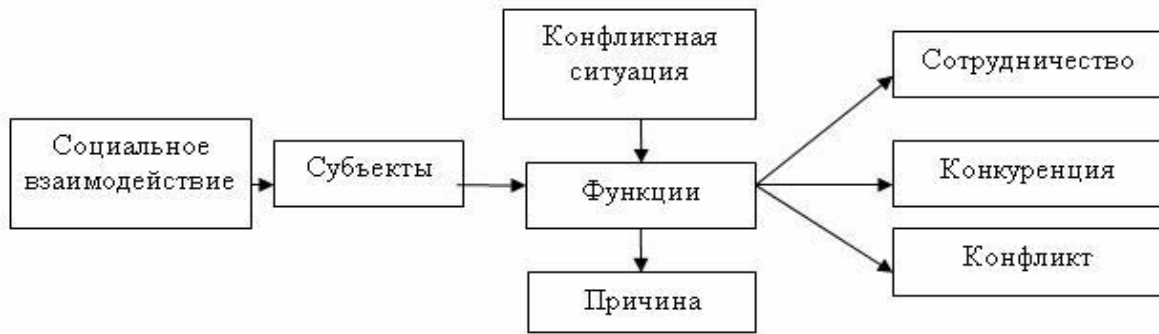 Социальное
взаимодействие
Субъекты
Конфликтная
ситуация
Функции
Причина
Сотрудничество
Конкуренция
Конфликт